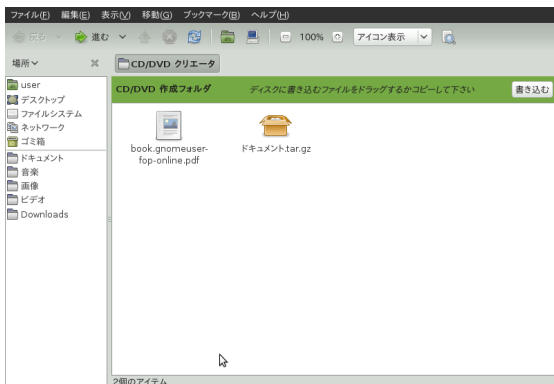 ファイル(F) 編集(E) 表示(V) 移動(G) ブックマーク(B) ヘルプ(H)
戻る 進む 100% アイコン表示
場所 CD/DVD クリエータ
CD/DVD 作成フォルダ ディスクに書き込むファイルをドラッグするかコピーして下さい 書き込む
user
デスクトップ
ファイルシステム
ネットワーク
ゴミ箱
ドキュメント
音楽
画像
ビデオ
Downloads
book.gnomeuser-
fop-online.pdf
ドキュメント.tar.gz
2個のアイテム